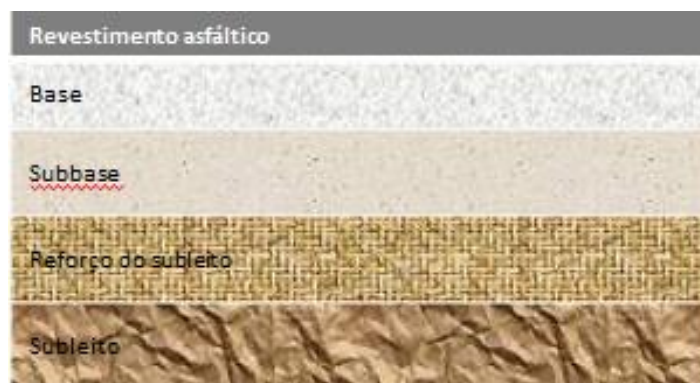 Revestimento asfáltico
Base
Subbase
Reforço do subleito
Subleito